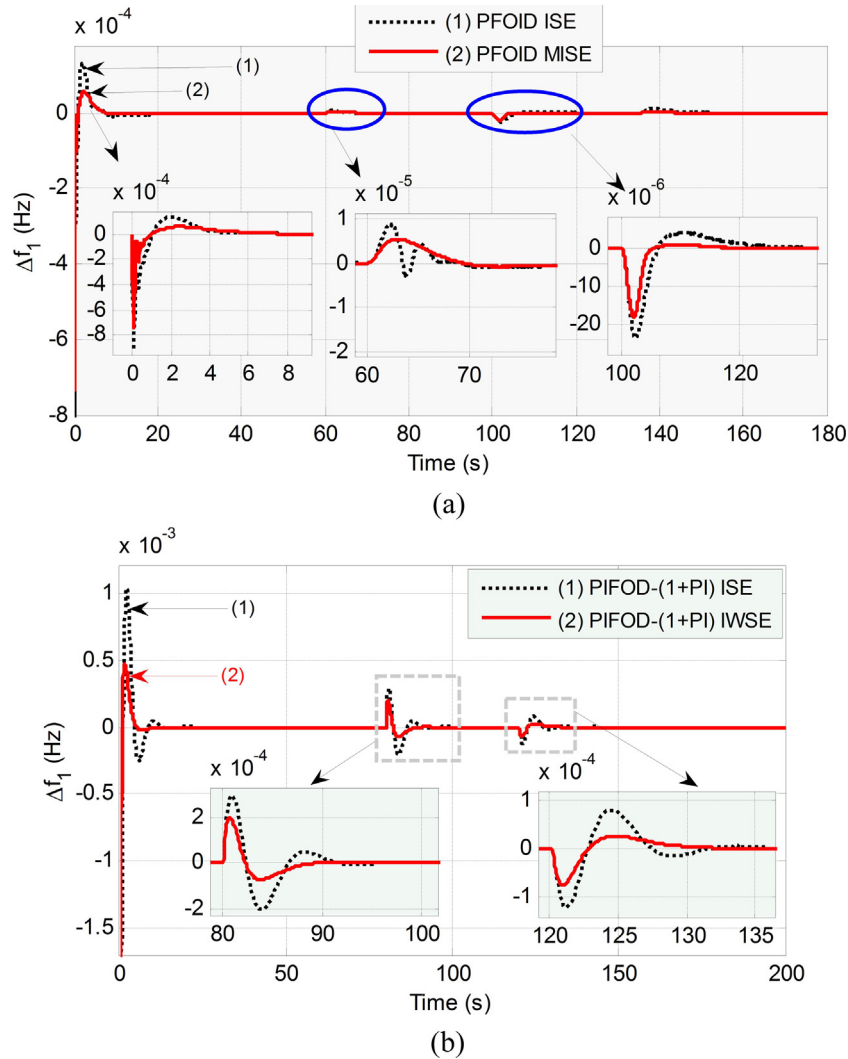 x 10-4
(1) PFOID ISE
(2) PFOID MISE
(1)
(2)
0
-2
-4
-6
-8
Δf1 (Hz)
x 10-4
0
-2
-4
-6
-8
0 2 4 6 8
x 10-5
1
0
-1
-2
60 70
x 10-6
0
-10
-20
100 120
0 20 40 60 80 100 120 140 160 180
Time (s)
(a)
x 10-3
(1) PIFOD-(1+PI) ISE
(2) PIFOD-(1+PI) IWSE
(1)
(2)
1
0.5
0
-0.5
-1
-1.5
Δf1 (Hz)
x 10-4
2
0
-2
80 90 100
x 10-4
1
0
-1
120 125 130 135
0 50 100 150 200
Time (s)
(b)